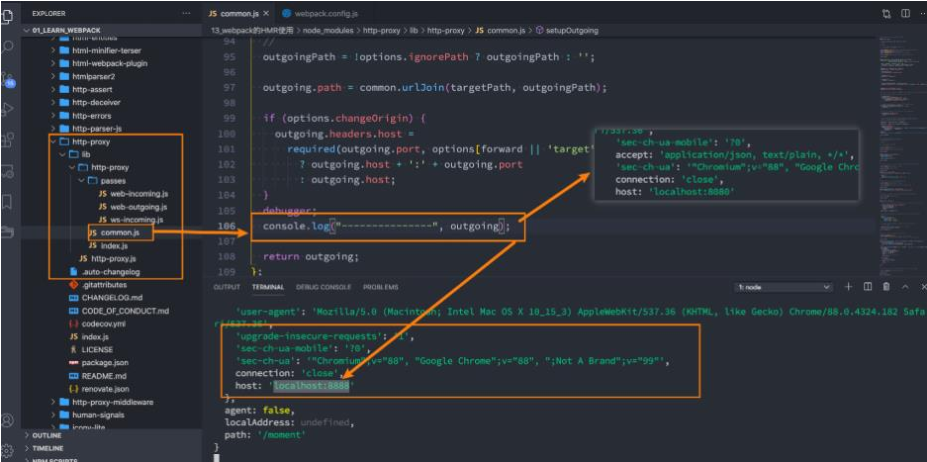 EXPLORER
01_LEARN_WEBPACK
html-entities
html-minifier-terser
html-webpack-plugin
htmlparser2
http-assert
http-deceiver
http-errors
http-parser-js
http-proxy
lib
http-proxy
passes
web-incoming.js
web-outgoing.js
ws-incoming.js
JS common.js
JS index.js
JS http-proxy.js
.auto-changelog
.gitattributes
CHANGELOG.md
CODE_OF_CONDUCT.md
codecov.yml
JS index.js
LICENSE
package.json
README.md
renovate.json
http-proxy-middleware
human-signals
iconv-lite
OUTLINE
TIMELINE
NPM SCRIPTS
JS common.js
webpack.config.js
13_webpack的HMR使用 > node_modules > http-proxy > lib > http-proxy > JS common.js > setupOutgoing
94 //
95 outgoingPath = !options.ignorePath ? outgoingPath : '';
96
97 outgoing.path = common.urlJoin(targetPath, outgoingPath);
98
99 if (options.changeOrigin) {
100 outgoing.headers.host =
101 required(outgoing.port, options[forward || 'target'
102 ? outgoing.host + ':' + outgoing.port
103 : outgoing.host;
104 }
105 debugger;
106 console.log("---------------", outgoing);
107
108 return outgoing;
109 };
ri/537.36',
'sec-ch-ua-mobile': '?0',
accept: 'application/json, text/plain, */*',
'sec-ch-ua': '"Chromium";v="88", "Google Chro
connection: 'close',
host: 'localhost:8080'
OUTPUT TERMINAL DEBUG CONSOLE PROBLEMS
1: node
'user-agent': 'Mozilla/5.0 (Macintosh; Intel Mac OS X 10_15_3) AppleWebKit/537.36 (KHTML, like Gecko) Chrome/88.0.4324.182 Safa
ri/537.36',
'upgrade-insecure-requests': '1',
'sec-ch-ua-mobile': '?0',
'sec-ch-ua': '"Chromium";v="88", "Google Chrome";v="88", ";Not A Brand";v="99"',
connection: 'close',
host: 'localhost:8888'
},
agent: false,
localAddress: undefined,
path: '/moment'
}